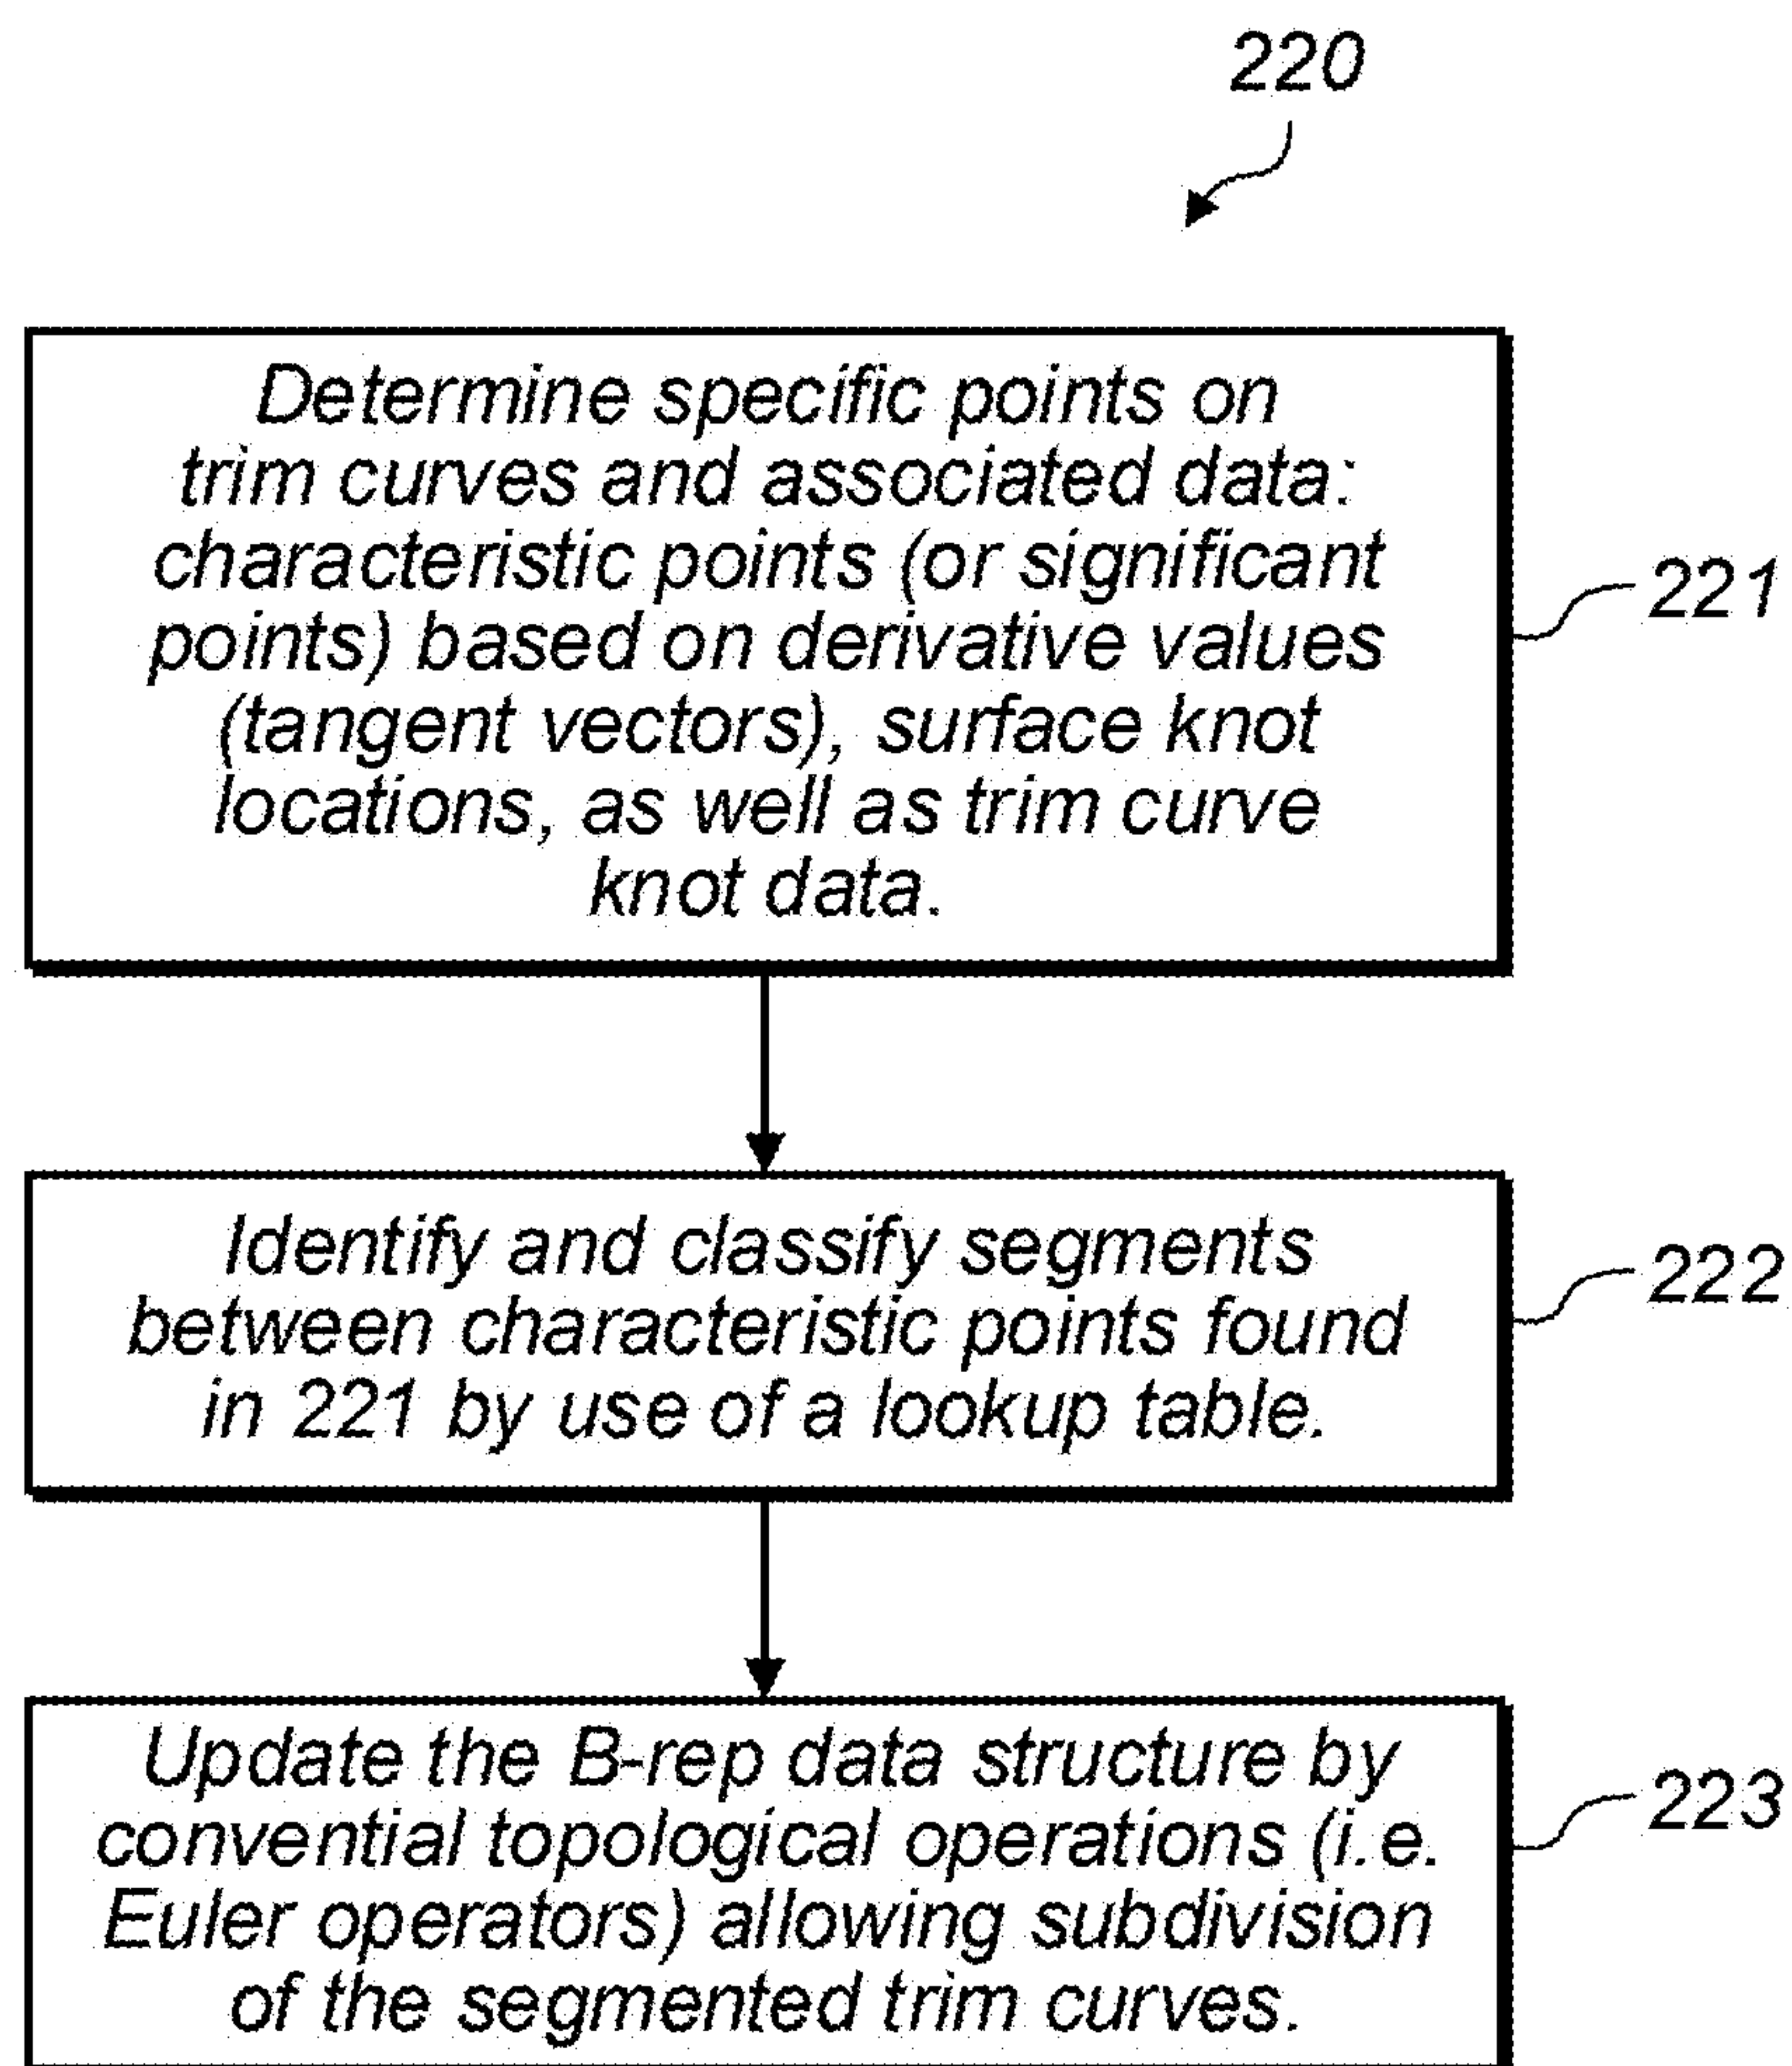 220
Determine specific points on
trim curves and associated data:
characteristic points (or significant
points) based on derivative values
(tangent vectors), surface knot
locations, as well as trim curve
knot data.
221
Identify and classify segments
between characteristic points found
in 221 by use of a lookup table.
222
Update the B-rep data structure by
convential topological operations (i.e.
Euler operators) allowing subdivision
of the segmented trim curves.
223